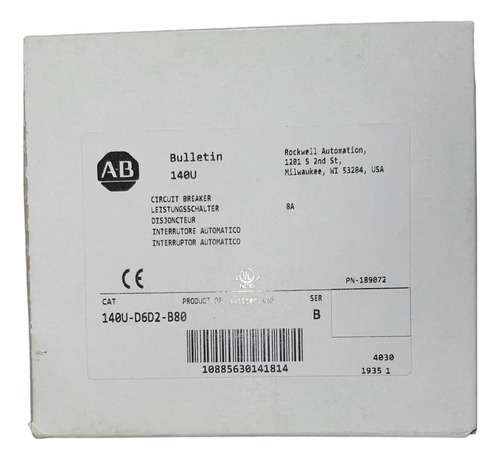 AB
Bulletin
140U
Rockwell Automation,
1201 S 2nd St,
Milwaukee, WI 53204, USA
CIRCUIT BREAKER
LEISTUNGSSCHALTER
DISJONCTEUR
INTERRUTORE AUTOMATICO
INTERRUPTOR AUTOMATICO
8A
CE
UL
PN-189072
CAT
PRODUCT OF
SER
140U-D6D2-B80
B
10885630141814
4030
1935 1